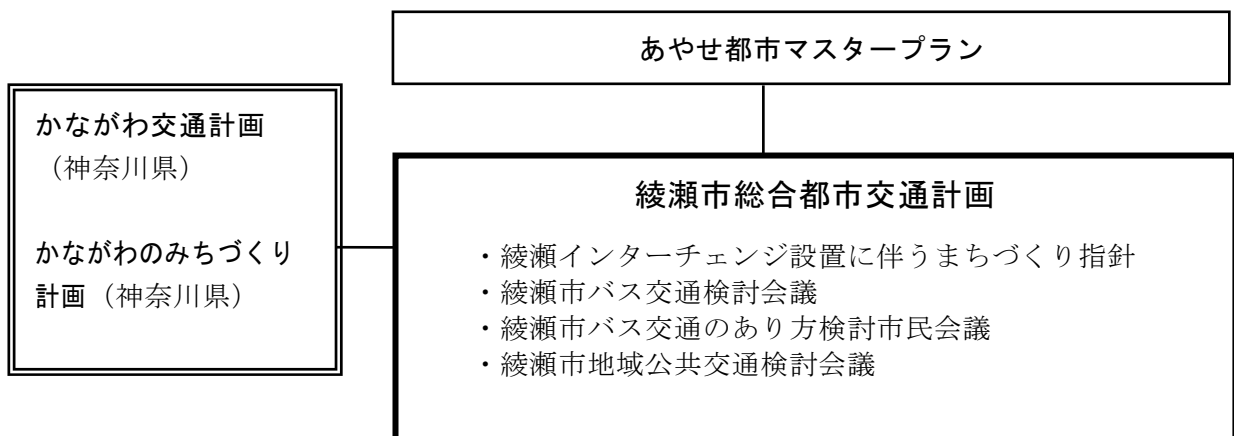 あやせ都市マスタープラン
かながわ交通計画
（神奈川県）
かながわのみちづくり
計画（神奈川県）
綾瀬市総合都市交通計画
・綾瀬インターチェンジ設置に伴うまちづくり指針
・綾瀬市バス交通検討会議
・綾瀬市バス交通のあり方検討市民会議
・綾瀬市地域公共交通検討会議